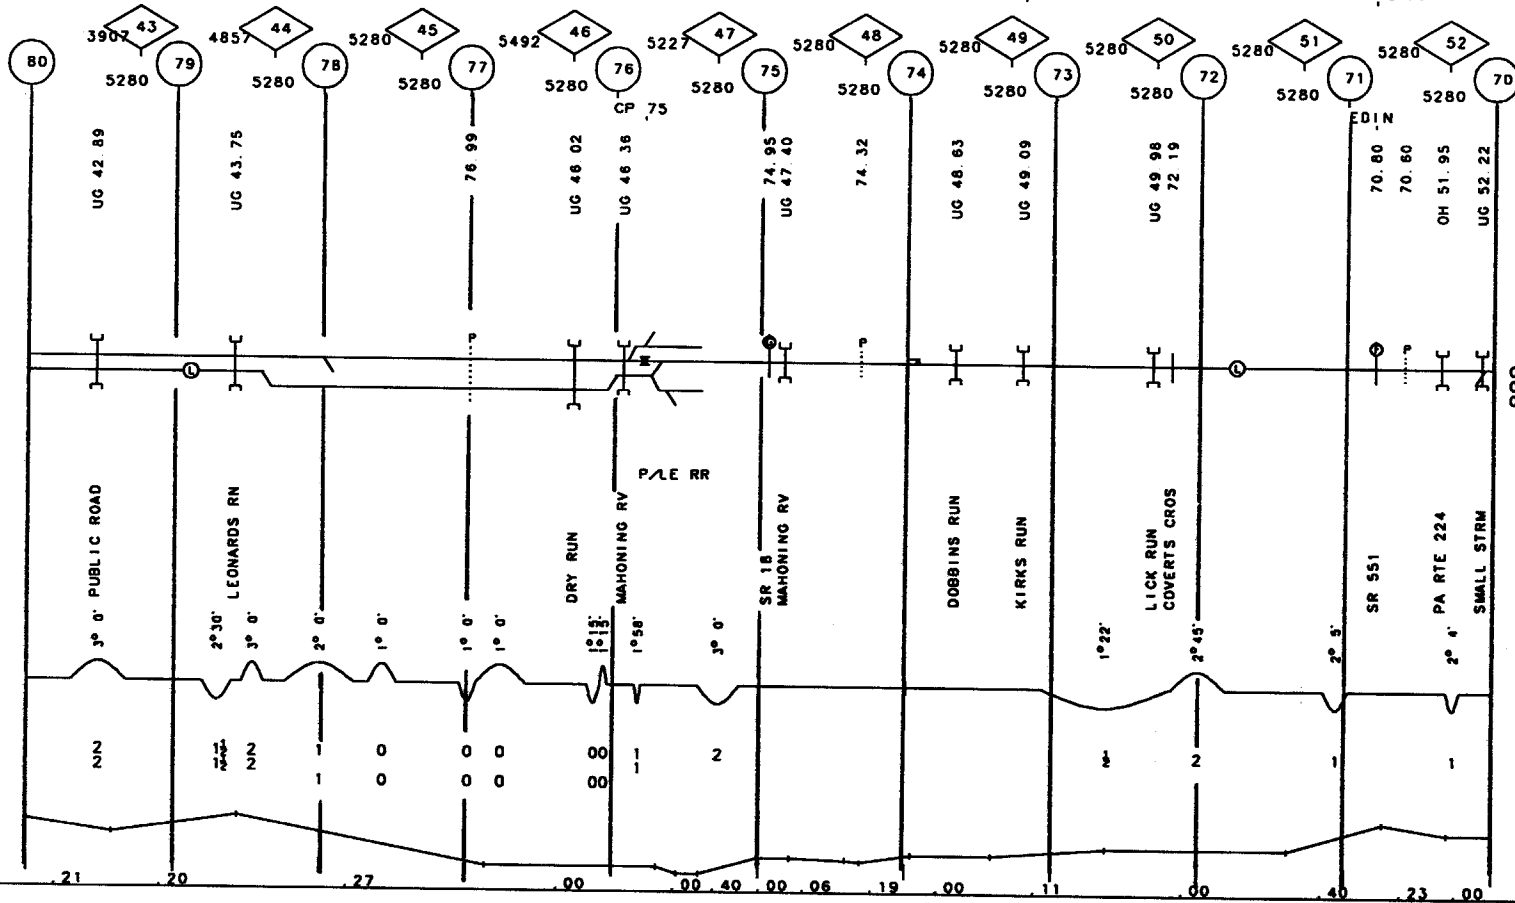 43 44 45 46 47 48 49 50 51 52
3907 4857 5280 5492 5227 5280 5280 5280 5280 5280
80 79 78 77 76 75 74 73 72 71 70
5280 5280 5280 5280 5280 5280 5280 5280 5280 5280
CP 75
EDIN
UG 42.89
UG 43.75
76.99
UG 46.02
UG 46.36
74.95
UG 47.40
74.32
UG 48.63
UG 49.09
UG 49.98
72.19
70.80
70.60
OH 51.95
UG 52.22
L P P L P
P/LE RR
PUBLIC ROAD
LEONARDS RN
DRY RUN
MAHONING RV
SR 18
MAHONING RV
DOBBINS RUN
KIRKS RUN
LICK RUN
COVERTS CROS
SR 551
PA RTE 224
SMALL STRM
3° 0' 2°30' 3° 0' 2° 0' 1° 0' 1° 0' 1° 0' 1°15' 1°15' 1°58' 3° 0' 1°22' 2°45' 2° 5' 2° 4'
2 2 1 0 0 0 00 1 2 2 1 1
2 2 1 0 0 0 00 1
.21 .20 .27 .00 .00 .40 .00 .06 .19 .00 .11 .00 .40 .23 .00